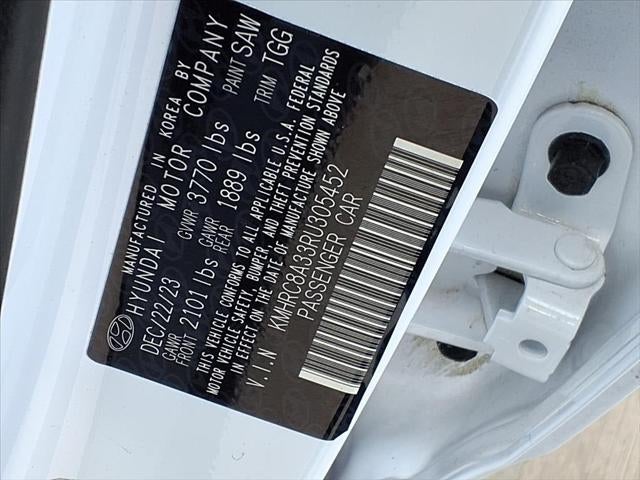 MANUFACTURED IN KOREA BY
HYUNDAI MOTOR COMPANY
DEC/22/23 GVWR 3770 lbs PAINT SAW
GAWR FRONT 2101 lbs GAWR REAR 1889 lbs TRIM TGG
THIS VEHICLE CONFORMS TO ALL APPLICABLE U.S.A. FEDERAL
MOTOR VEHICLE SAFETY, BUMPER, AND THEFT PREVENTION STANDARDS
IN EFFECT ON THE DATE OF MANUFACTURE SHOWN ABOVE
V.I.N KMHRC8A33RU305452
PASSENGER CAR